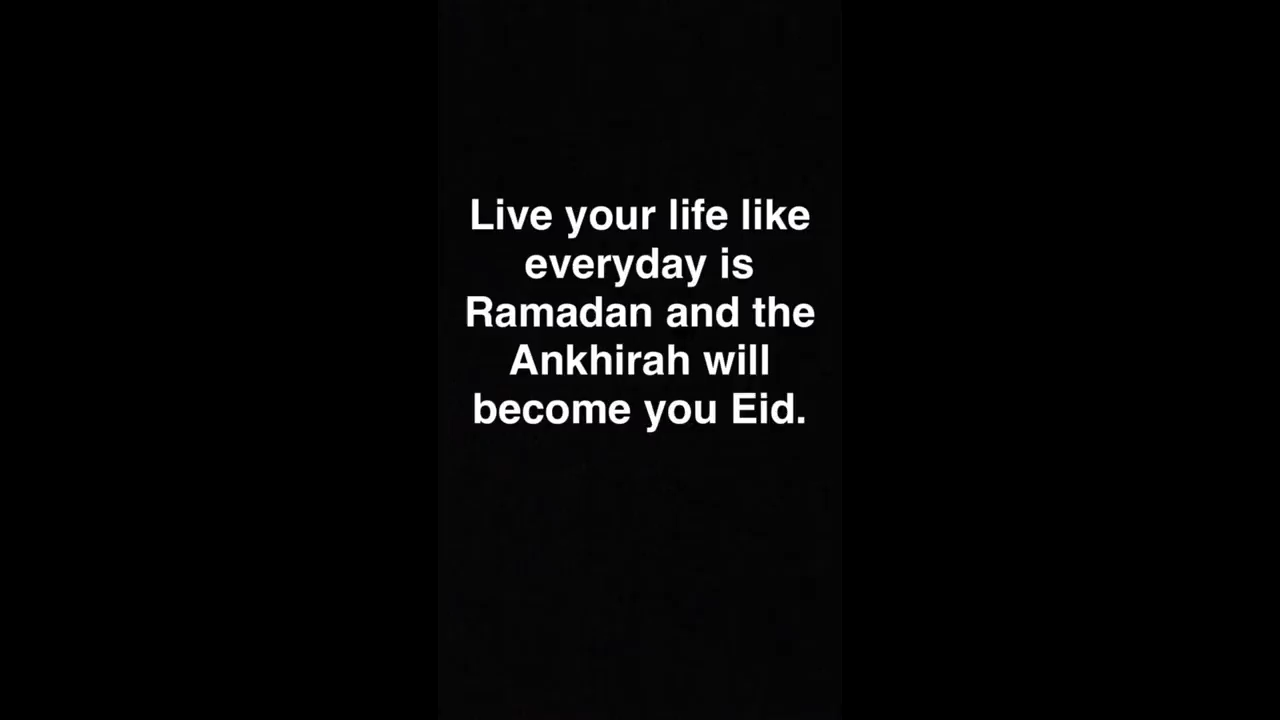 Live your life like
everyday is
Ramadan and the
Ankhirah will
become you Eid.